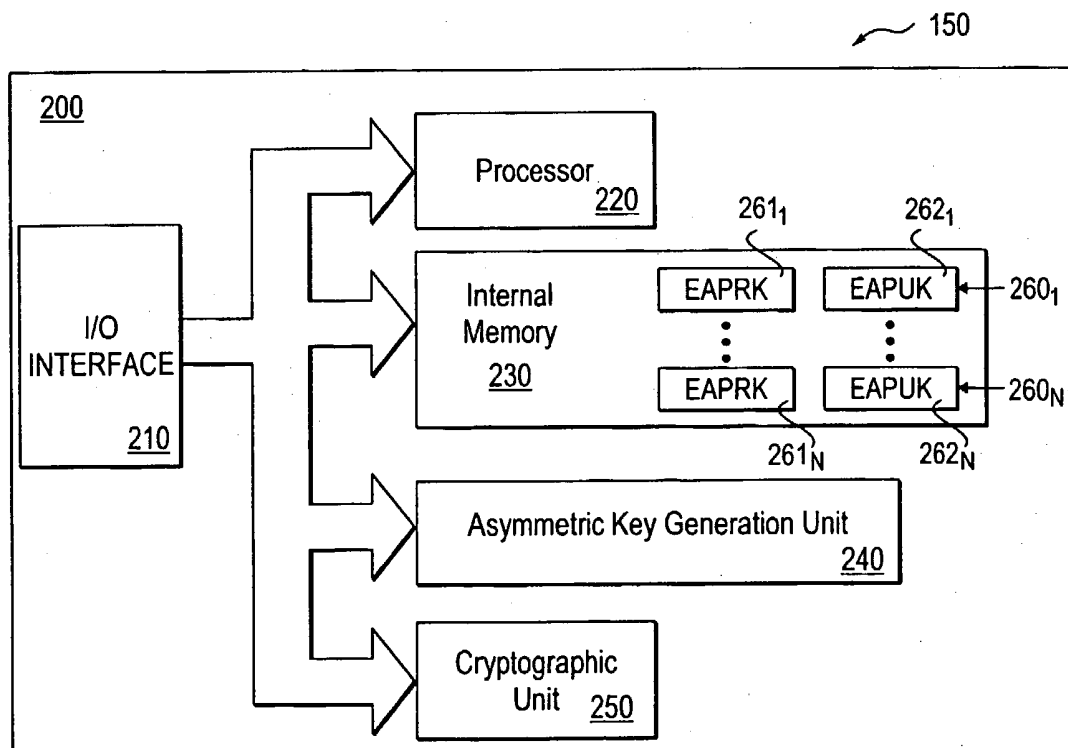 150
200
Processor
220
I/O
INTERFACE
210
Internal
Memory
230
261₁
262₁
EAPRK
EAPUK
260₁
EAPRK
EAPUK
260N
261N
262N
Asymmetric Key Generation Unit
240
Cryptographic
Unit
250